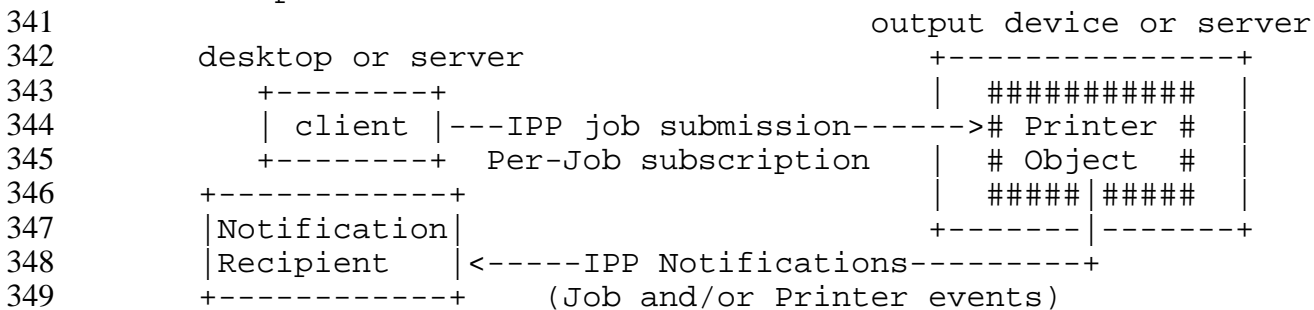 341                                                    output device or server
342          desktop or server                         +---------------+
343             +--------+                             |  ###########  |
344             | client |---IPP job submission------># Printer #  |
345             +--------+  Per-Job subscription       |  # Object  #  |
346          +------------+                            |  #####|#####  |
347          |Notification|                            +-------|-------+
348          |Recipient   |<-----IPP Notifications---------+
349          +------------+    (Job and/or Printer events)